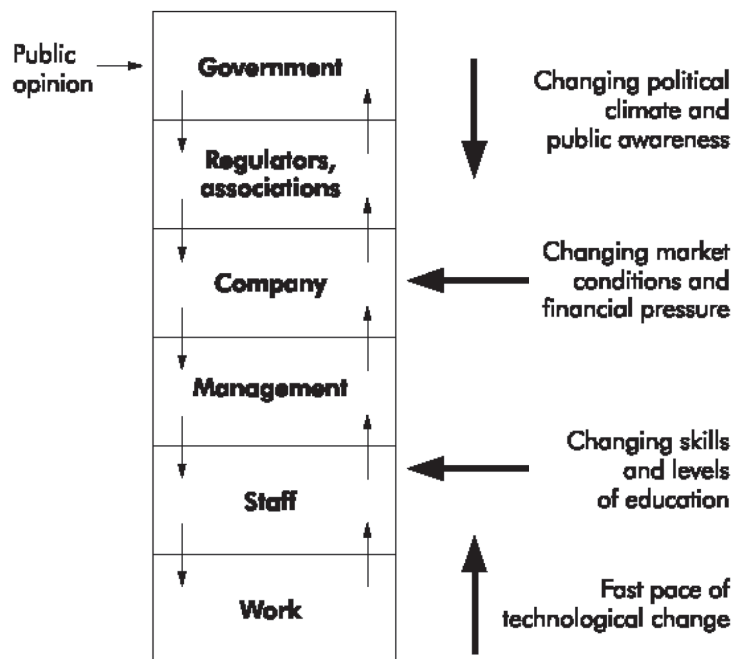 Public
opinion
Government
Changing political
climate and
public awareness
Regulators,
associations
Company
Changing market
conditions and
financial pressure
Management
Changing skills
and levels
of education
Staff
Work
Fast pace of
technological change